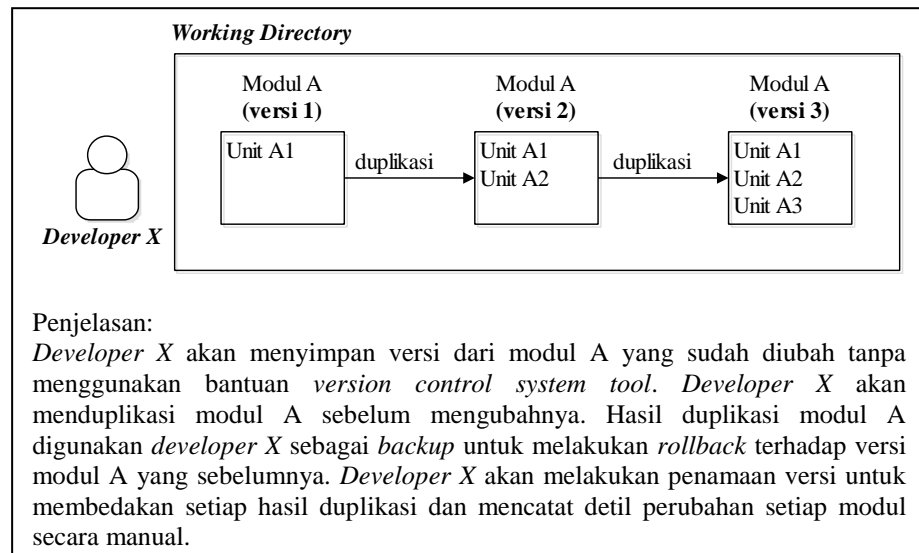 Working Directory
Modul A
(versi 1)
Modul A
(versi 2)
Modul A
(versi 3)
Unit A1
duplikasi
Unit A1
Unit A2
duplikasi
Unit A1
Unit A2
Unit A3
Developer X
Penjelasan:
Developer X akan menyimpan versi dari modul A yang sudah diubah tanpa
menggunakan bantuan version control system tool. Developer X akan
menduplikasi modul A sebelum mengubahnya. Hasil duplikasi modul A
digunakan developer X sebagai backup untuk melakukan rollback terhadap versi
modul A yang sebelumnya. Developer X akan melakukan penamaan versi untuk
membedakan setiap hasil duplikasi dan mencatat detil perubahan setiap modul
secara manual.